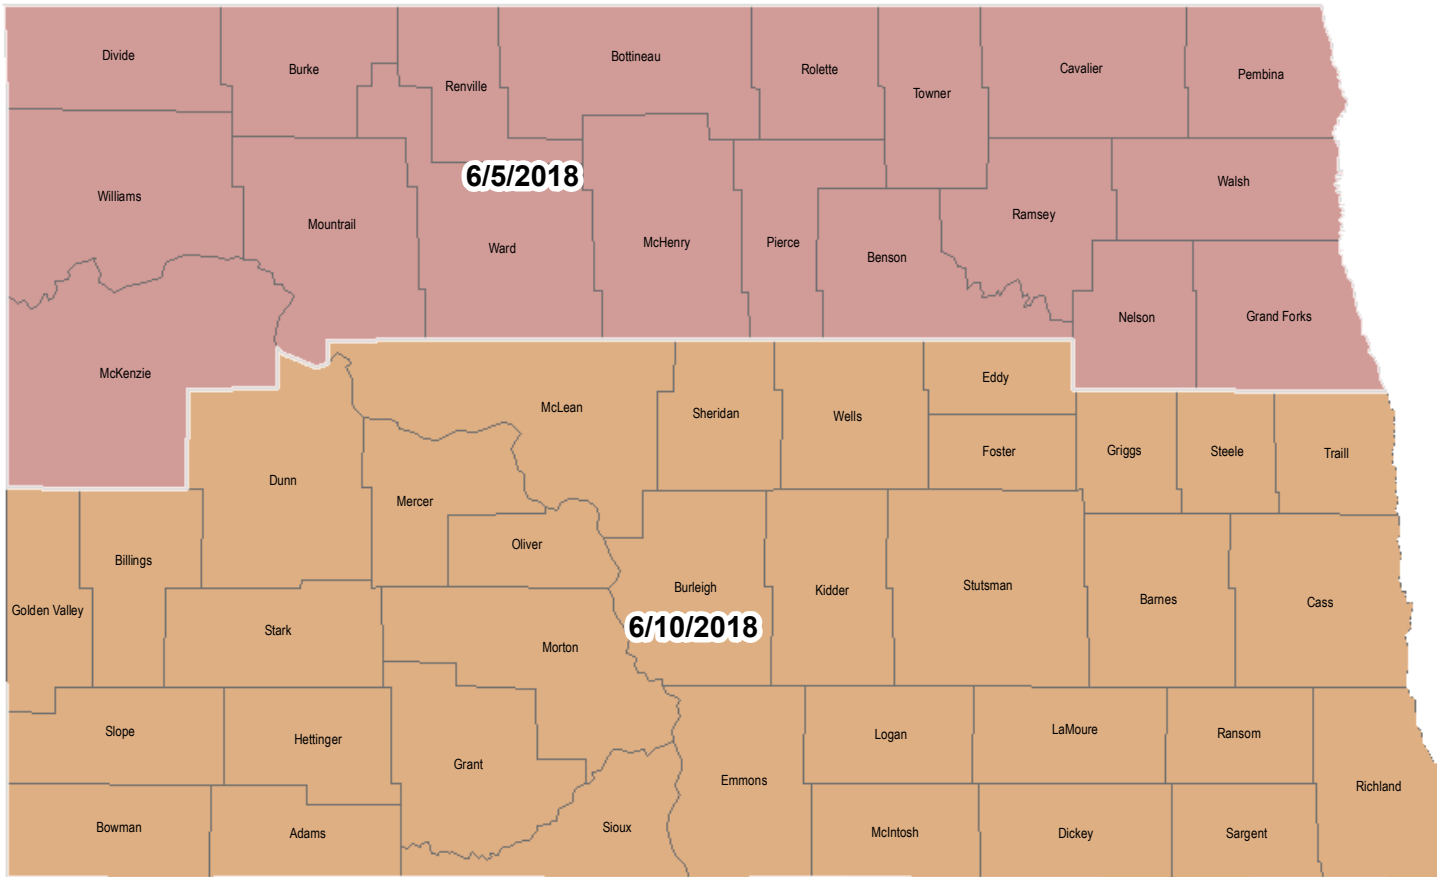 Divide
Burke
Renville
Bottineau
Rolette
Towner
Cavalier
Pembina
Williams
Mountrail
6/5/2018
Ward
McHenry
Pierce
Benson
Ramsey
Walsh
Nelson
Grand Forks
McKenzie
McLean
Sheridan
Wells
Eddy
Foster
Griggs
Steele
Traill
Dunn
Mercer
Oliver
Billings
Golden Valley
Stark
Morton
Burleigh
6/10/2018
Kidder
Stutsman
Barnes
Cass
Slope
Hettinger
Grant
Emmons
Logan
LaMoure
Ransom
Richland
Bowman
Adams
Sioux
McIntosh
Dickey
Sargent